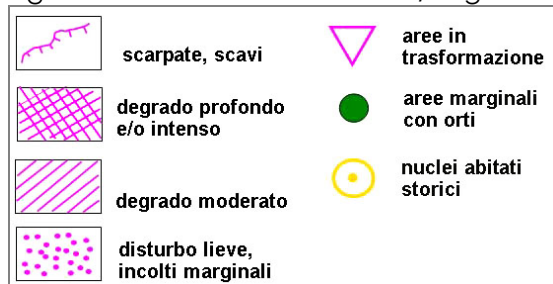 scarpate, scavi
degrado profondo
e/o intenso
degrado moderato
disturbo lieve,
incolti marginali
aree in
trasformazione
aree marginali
con orti
nuclei abitati
storici